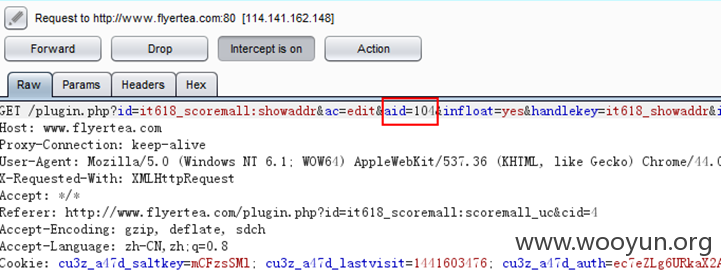 Request to http://www.flyertea.com:80 [114.141.162.148]
Forward Drop Intercept is on Action
Raw Params Headers Hex
GET /plugin.php?id=it618_scoremall:showaddr&ac=edit&aid=104&infloat=yes&handlekey=it618_showaddr&i
Host: www.flyertea.com
Proxy-Connection: keep-alive
User-Agent: Mozilla/5.0 (Windows NT 6.1; WOW64) AppleWebKit/537.36 (KHTML, like Gecko) Chrome/44.0
X-Requested-With: XMLHttpRequest
Accept: */*
Referer: http://www.flyertea.com/plugin.php?id=it618_scoremall:scoremall_uc&cid=4
Accept-Encoding: gzip, deflate, sdch
Accept-Language: zh-CN,zh;q=0.8
Cookie: cu3z_a47d_saltkey=mCFzsSMl; cu3z_a47d_lastvisit=1441603476; cu3z_a47d_auth=ec7eZLg6URkaX2A
www.wooyun.org